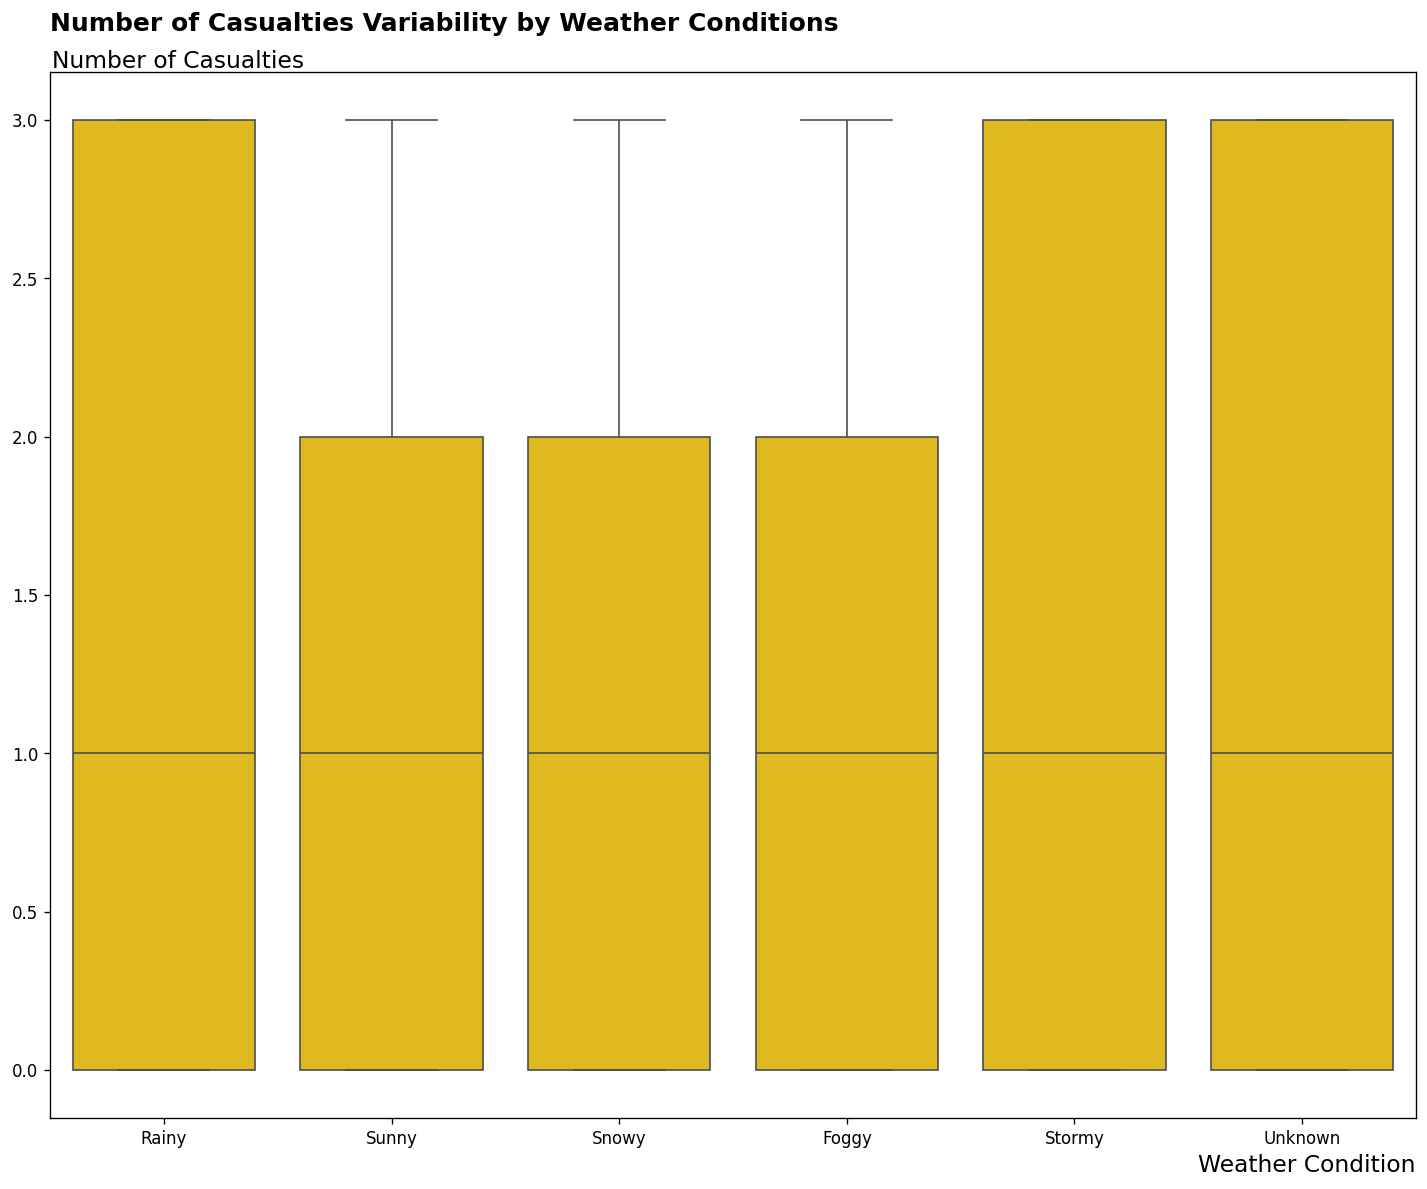 Number of Casualties Variability by Weather Conditions
Number of Casualties
3.0
2.5
2.0
1.5
1.0
0.5
0.0
Rainy Sunny Snowy Foggy Stormy Unknown
Weather Condition